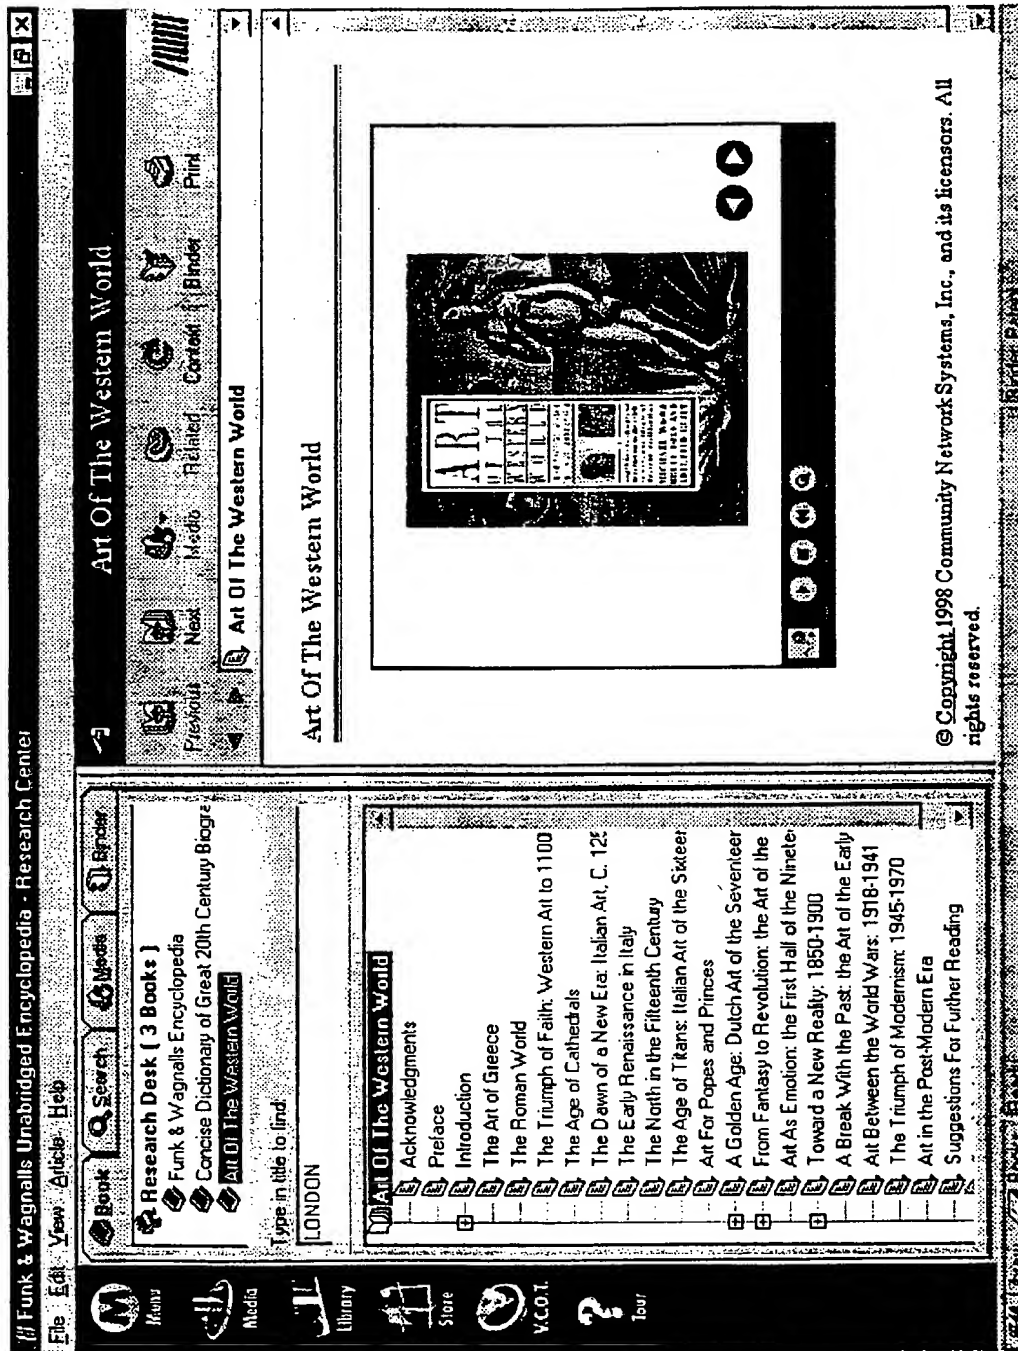 Funk & Wagnalls Unabridged Encyclopedia - Research Center
File Edit View Article Help
Menu
Media
Library
Store
V.C.O.T.
Tour
Book Search Media Binder
Research Desk ( 3 Books )
Funk & Wagnalls Encyclopedia
Concise Dictionary of Great 20th Century Biogra
Art Of The Western World
Type in title to find:
LONDON
Art Of The Western World
Acknowledgments
Preface
Introduction
The Art of Greece
The Roman World
The Triumph of Faith: Western Art to 1100
The Age of Cathedrals
The Dawn of a New Era: Italian Art, C. 125
The Early Renaissance in Italy
The North in the Fifteenth Century
The Age of Titans: Italian Art of the Sixteer
Art For Popes and Princes
A Golden Age: Dutch Art of the Seventeer
From Fantasy to Revolution: the Art of the
Art As Emotion: the First Half of the Ninete
Toward a New Reality: 1850-1900
A Break With the Past: the Art of the Early
Art Between the World Wars: 1918-1941
The Triumph of Modernism: 1945-1970
Art in the Post-Modern Era
Suggestions For Futher Reading
Art Of The Western World
Previous Next Media Related Context Binder Print
Art Of The Western World
Art Of The Western World
ART
OF THE
WESTERN
WORLD
© Copyright 1998 Community Network Systems, Inc., and its licensors. All
rights reserved.